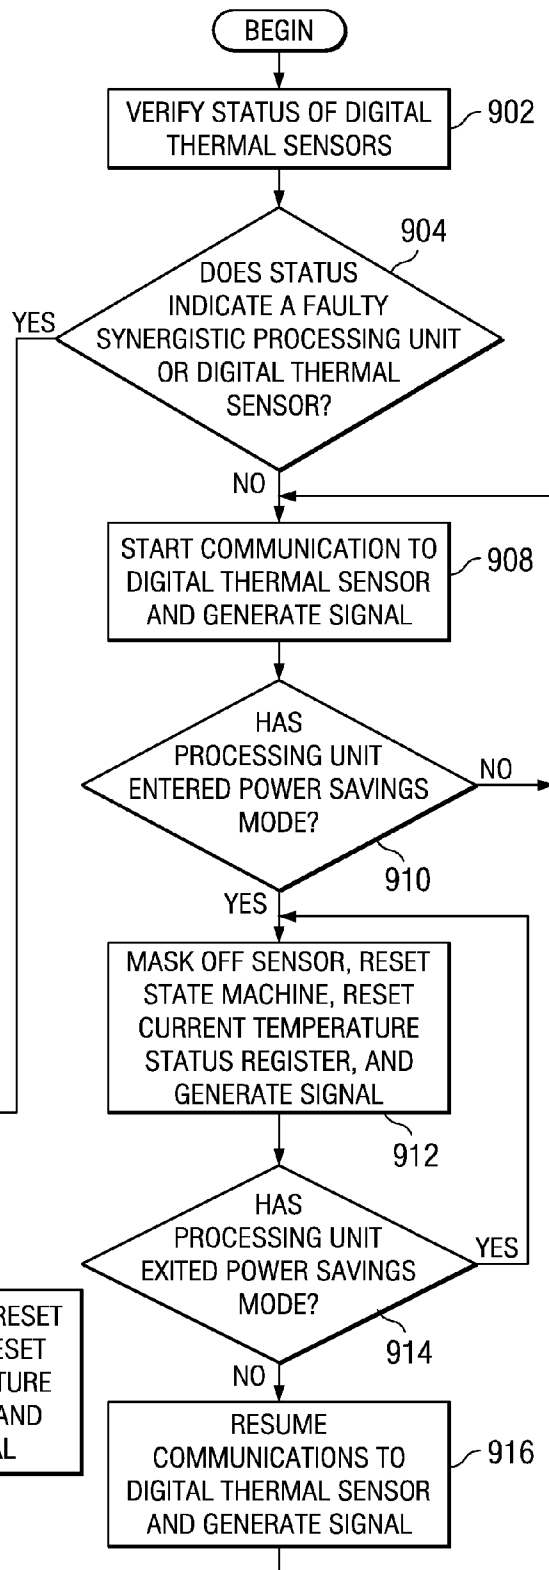 BEGIN
VERIFY STATUS OF DIGITAL
THERMAL SENSORS
902
904
DOES STATUS
INDICATE A FAULTY
SYNERGISTIC PROCESSING UNIT
OR DIGITAL THERMAL
SENSOR?
YES
NO
START COMMUNICATION TO
DIGITAL THERMAL SENSOR
AND GENERATE SIGNAL
908
HAS
PROCESSING UNIT
ENTERED POWER SAVINGS
MODE?
NO
910
YES
MASK OFF SENSOR, RESET
STATE MACHINE, RESET
CURRENT TEMPERATURE
STATUS REGISTER, AND
GENERATE SIGNAL
912
HAS
PROCESSING UNIT
EXITED POWER SAVINGS
MODE?
YES
914
NO
RESET
AND
RESUME
COMMUNICATIONS TO
DIGITAL THERMAL SENSOR
AND GENERATE SIGNAL
916